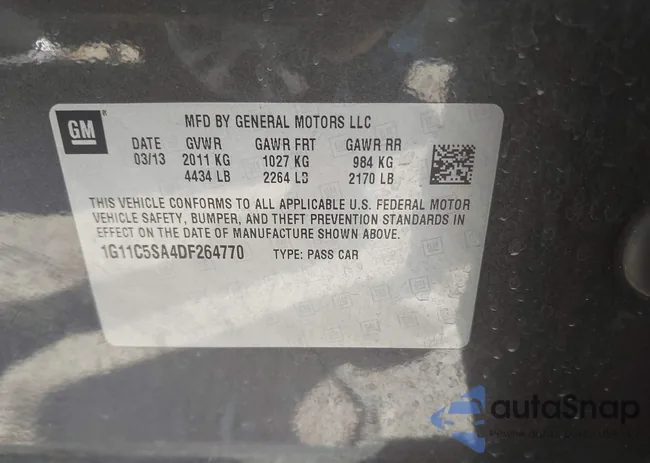 GM
MFD BY GENERAL MOTORS LLC
DATE GVWR GAWR FRT GAWR RR
03/13 2011 KG 1027 KG 984 KG
4434 LB 2264 LB 2170 LB
THIS VEHICLE CONFORMS TO ALL APPLICABLE U.S. FEDERAL MOTOR
VEHICLE SAFETY, BUMPER, AND THEFT PREVENTION STANDARDS IN
EFFECT ON THE DATE OF MANUFACTURE SHOWN ABOVE.
1G11C5SA4DF264770 TYPE: PASS CAR
autoSnap